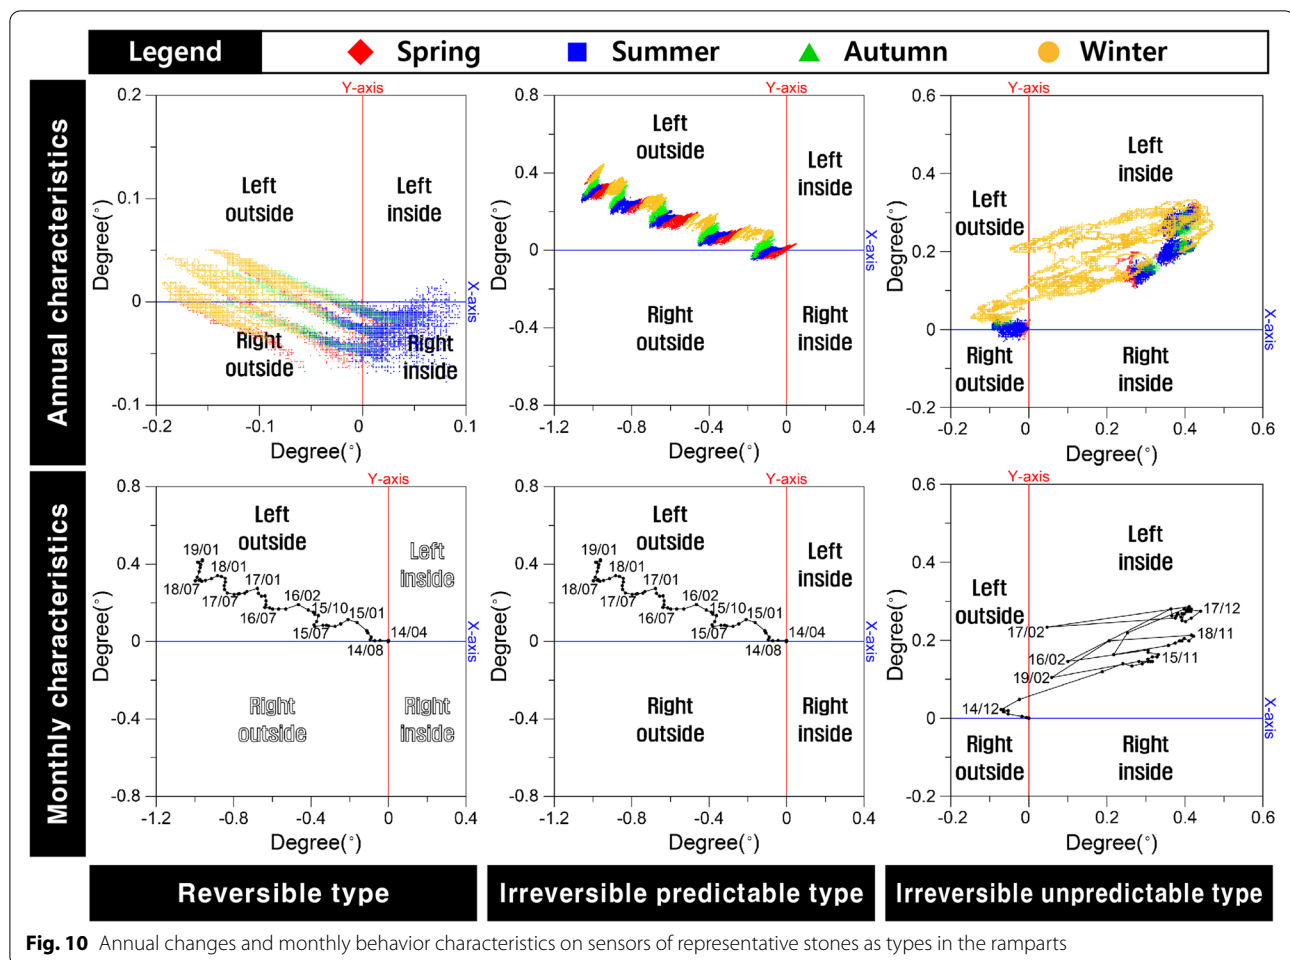 Legend
Spring
Summer
Autumn
Winter
Annual characteristics
Y-axis
0.2
0.1
0
-0.1
-0.2
-0.1
0
0.1
Degree(°)
Degree(°)
X-axis
Left
outside
Left
inside
Right
outside
Right
inside
Y-axis
0.8
0.4
0
-0.4
-0.8
-1.2
-0.8
-0.4
0
0.4
Degree(°)
Degree(°)
X-axis
Left
outside
Left
inside
Right
outside
Right
inside
Y-axis
0.6
0.4
0.2
0
-0.2
-0.2
0
0.2
0.4
0.6
Degree(°)
Degree(°)
X-axis
Left
inside
Left
outside
Right
outside
Right
inside
Monthly characteristics
Y-axis
0.8
0.4
0
-0.4
-0.8
-1.2
-0.8
-0.4
0
0.4
Degree(°)
Degree(°)
X-axis
Left
outside
Left
inside
19/01
18/01
18/07
17/01
17/07
16/02
16/07
15/10
15/01
15/07
14/04
14/08
Right
outside
Right
inside
Y-axis
0.8
0.4
0
-0.4
-0.8
-1.2
-0.8
-0.4
0
0.4
Degree(°)
Degree(°)
X-axis
Left
outside
Left
inside
19/01
18/01
18/07
17/01
17/07
16/02
16/07
15/10
15/01
15/07
14/04
14/08
Right
outside
Right
inside
Y-axis
0.6
0.4
0.2
0
-0.2
-0.2
0
0.2
0.4
0.6
Degree(°)
Degree(°)
X-axis
Left
inside
Left
outside
17/12
17/02
18/11
16/02
15/11
19/02
14/12
Right
outside
Right
inside
Reversible type
Irreversible predictable type
Irreversible unpredictable type
Fig. 10 Annual changes and monthly behavior characteristics on sensors of representative stones as types in the ramparts